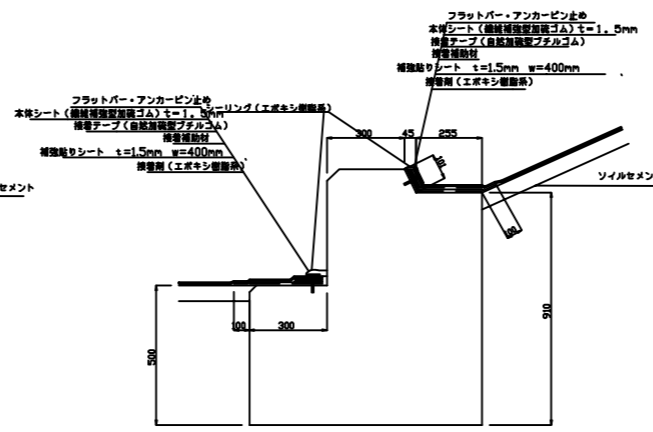 フラットバー・アンカーピン止め
本体シート（繊維補強型加硫ゴム）t=1.5mm
接着テープ（自然加硫型ブチルゴム）
接着補助材
補強貼りシート t=1.5mm w=400mm
接着剤（エポキシ樹脂系）
フラットバー・アンカーピン止め
シーリング（エポキシ樹脂系）
本体シート（繊維補強型加硫ゴム）t=1.5mm
接着テープ（自然加硫型ブチルゴム）
接着補助材
補強貼りシート t=1.5mm w=400mm
接着剤（エポキシ樹脂系）
300
45
255
101
セメント
ソイルセメン
100
100
300
500
910